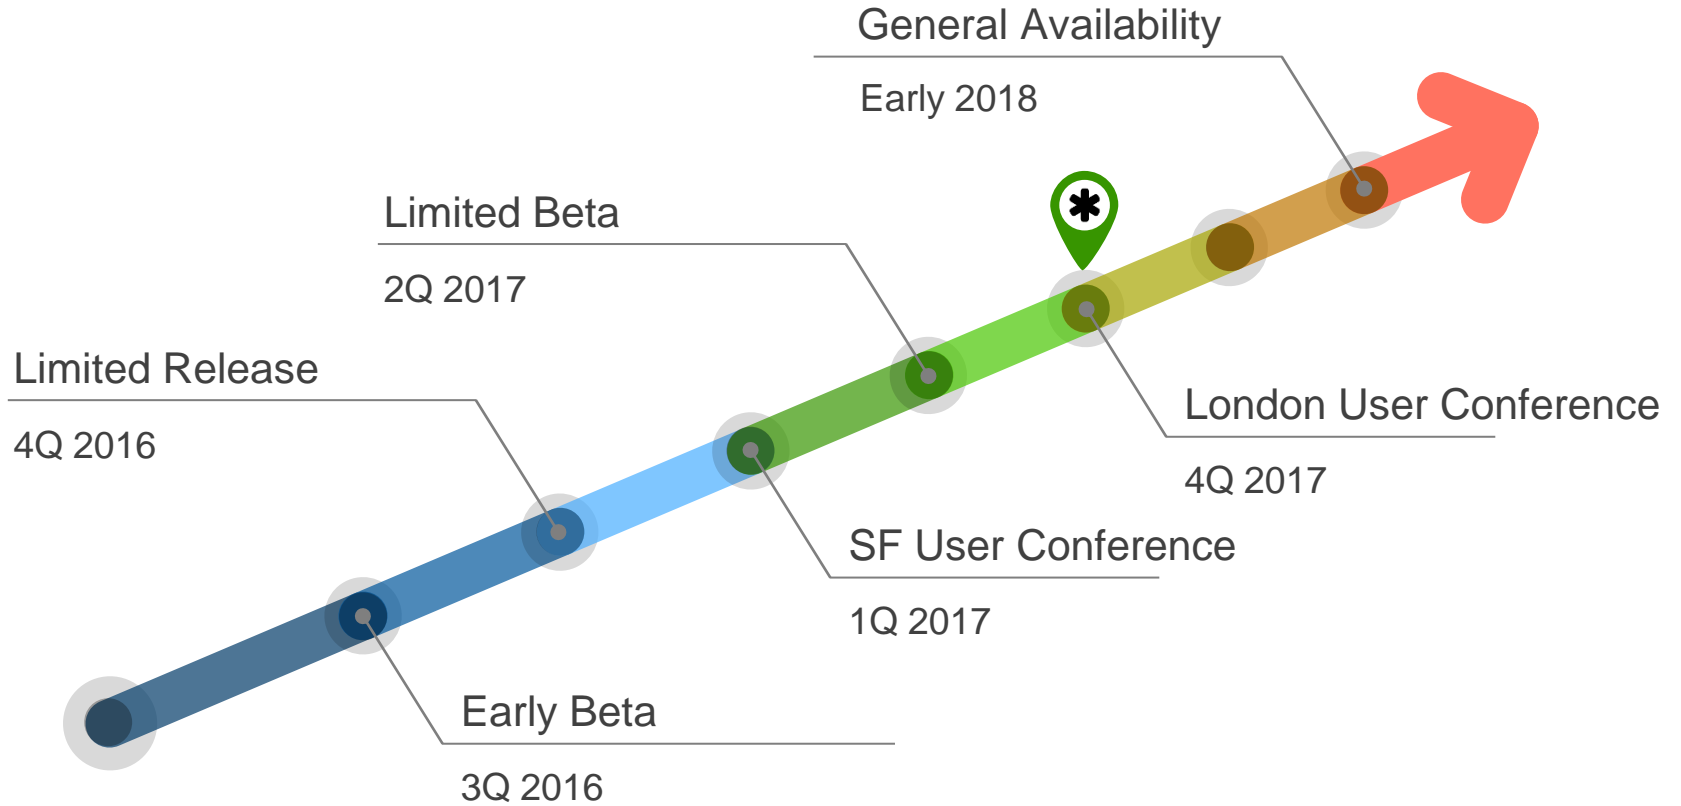 General Availability
Early 2018
Limited Beta
2Q 2017
Limited Release
4Q 2016
London User Conference
4Q 2017
SF User Conference
1Q 2017
Early Beta
3Q 2016